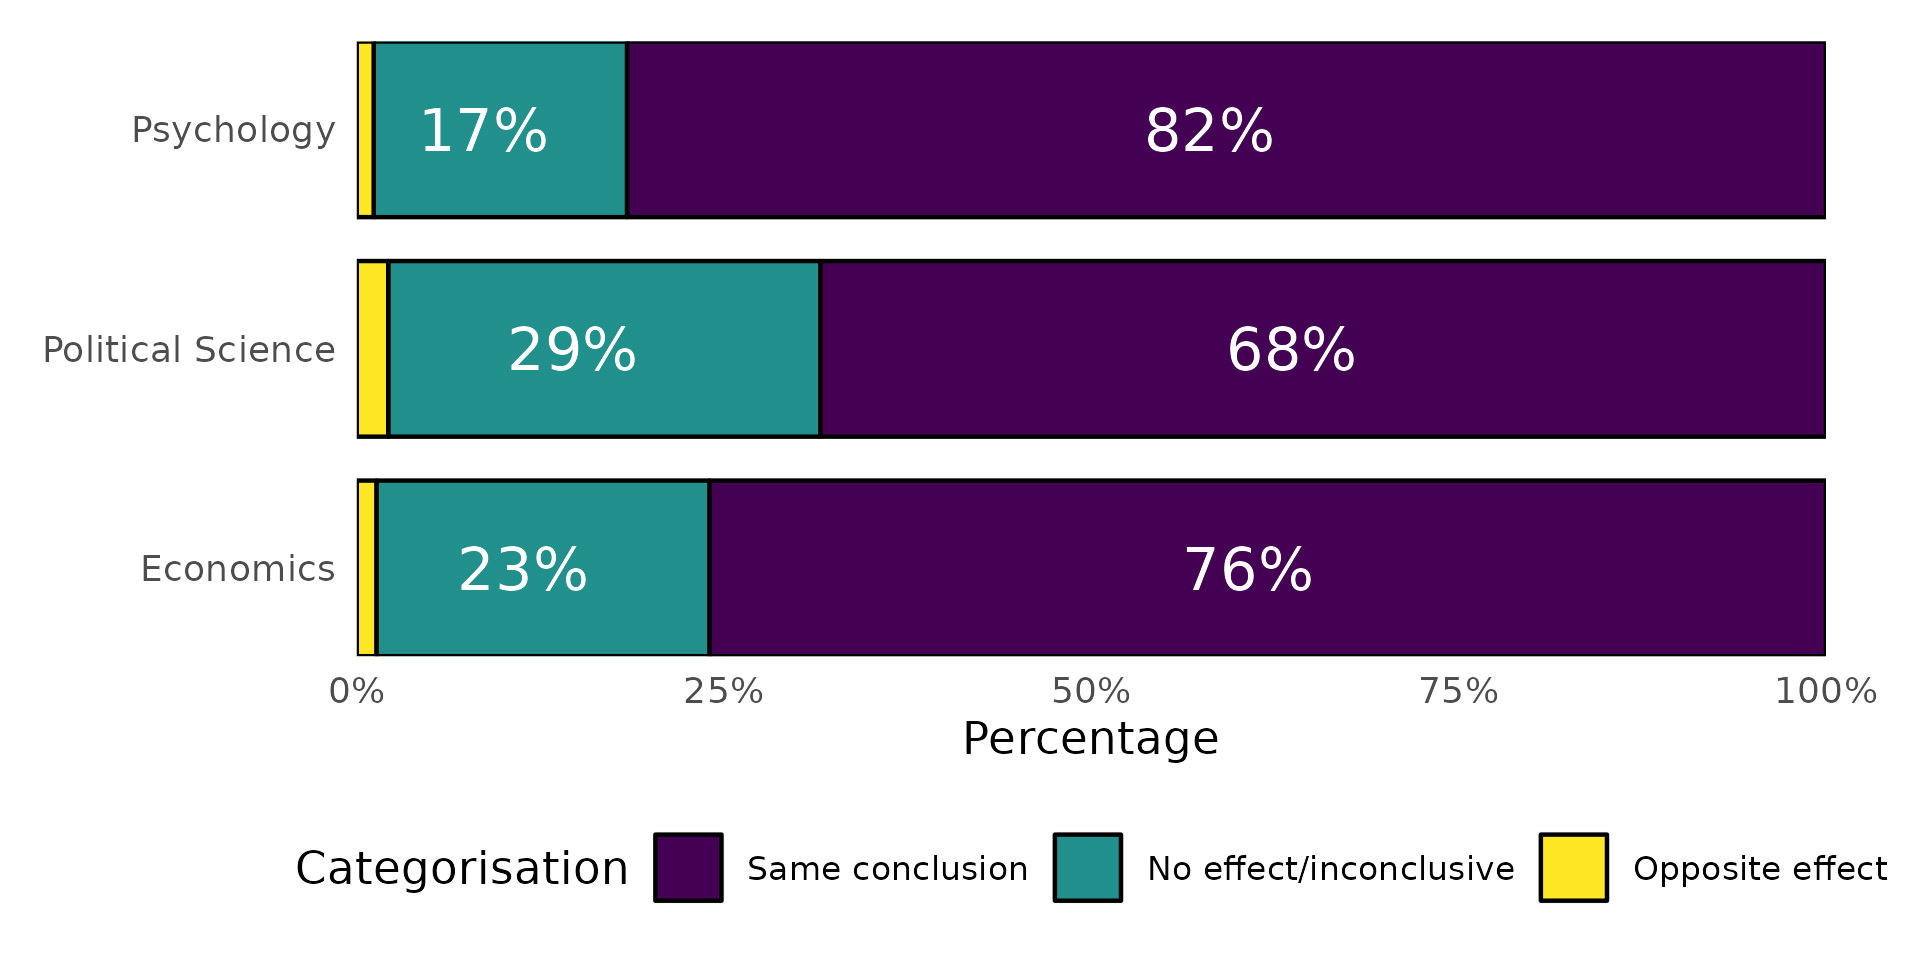 Psychology
17%
82%
Political Science
29%
68%
Economics
23%
76%
0%
25%
50%
75%
100%
Percentage
Categorisation
Same conclusion
No effect/inconclusive
Opposite effect